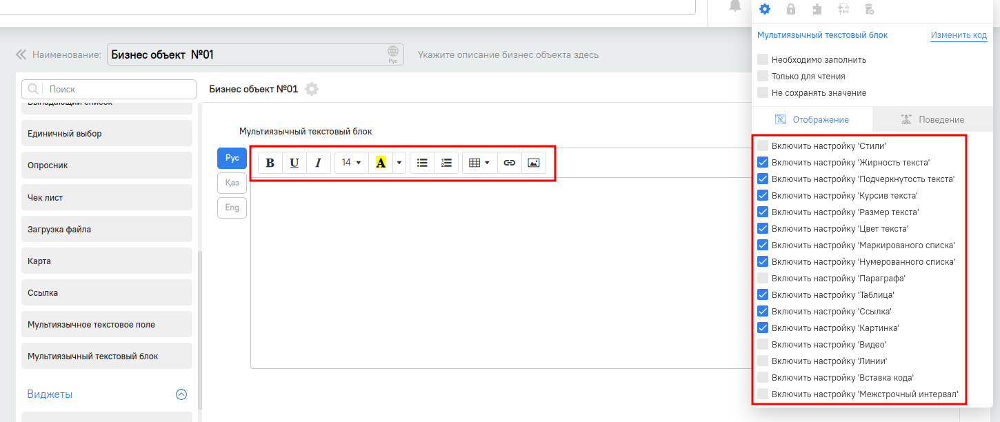 Мультиязычный текстовый блок
Изменить код
Наименование:
Бизнес объект №01
Рус
Укажите описание бизнеса объекта здесь
Необходимо заполнить
Только для чтения
Не сохранять значение
Отображение
Поведение
Поиск
Выпадающий список
Единичный выбор
Опросник
Чек лист
Загрузка файла
Карта
Ссылка
Мультиязычное текстовое поле
Мультиязычный текстовый блок
Виджеты
Бизнес объект №01
Мультиязычный текстовый блок
Рус
Қаз
Eng
B U I 14 A
Включить настройку 'Стили'
Включить настройку 'Жирность текста'
Включить настройку 'Подчеркнутость текста'
Включить настройку 'Курсив текста'
Включить настройку 'Размер текста'
Включить настройку 'Цвет текста'
Включить настройку 'Маркированого списка'
Включить настройку 'Нумерованного списка'
Включить настройку 'Параграфа'
Включить настройку 'Таблица'
Включить настройку 'Ссылка'
Включить настройку 'Картинка'
Включить настройку 'Видео'
Включить настройку 'Линии'
Включить настройку 'Вставка кода'
Включить настройку 'Межстрочный интервал'